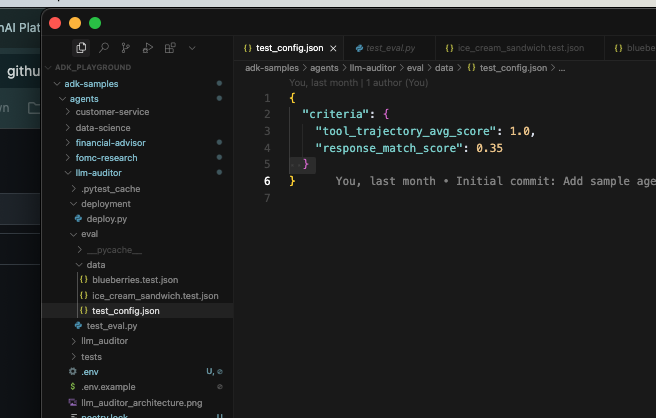 nAI Plat
githu
wn
ADK_PLAYGROUND
adk-samples
agents
customer-service
data-science
financial-advisor
fomc-research
llm-auditor
.pytest_cache
deployment
deploy.py
eval
__pycache__
data
{} blueberries.test.json
{} ice_cream_sandwich.test.json
{} test_config.json
test_eval.py
llm_auditor
tests
.env U,
$ .env.example
llm_auditor_architecture.png
poetry.lock U
{} test_config.json ×
test_eval.py
{} ice_cream_sandwich.test.json
{} bluebe
adk-samples > agents > llm-auditor > eval > data > {} test_config.json > ...
You, last month | 1 author (You)
1 {
2 "criteria": {
3 "tool_trajectory_avg_score": 1.0,
4 "response_match_score": 0.35
5 }
6 } You, last month • Initial commit: Add sample age
7